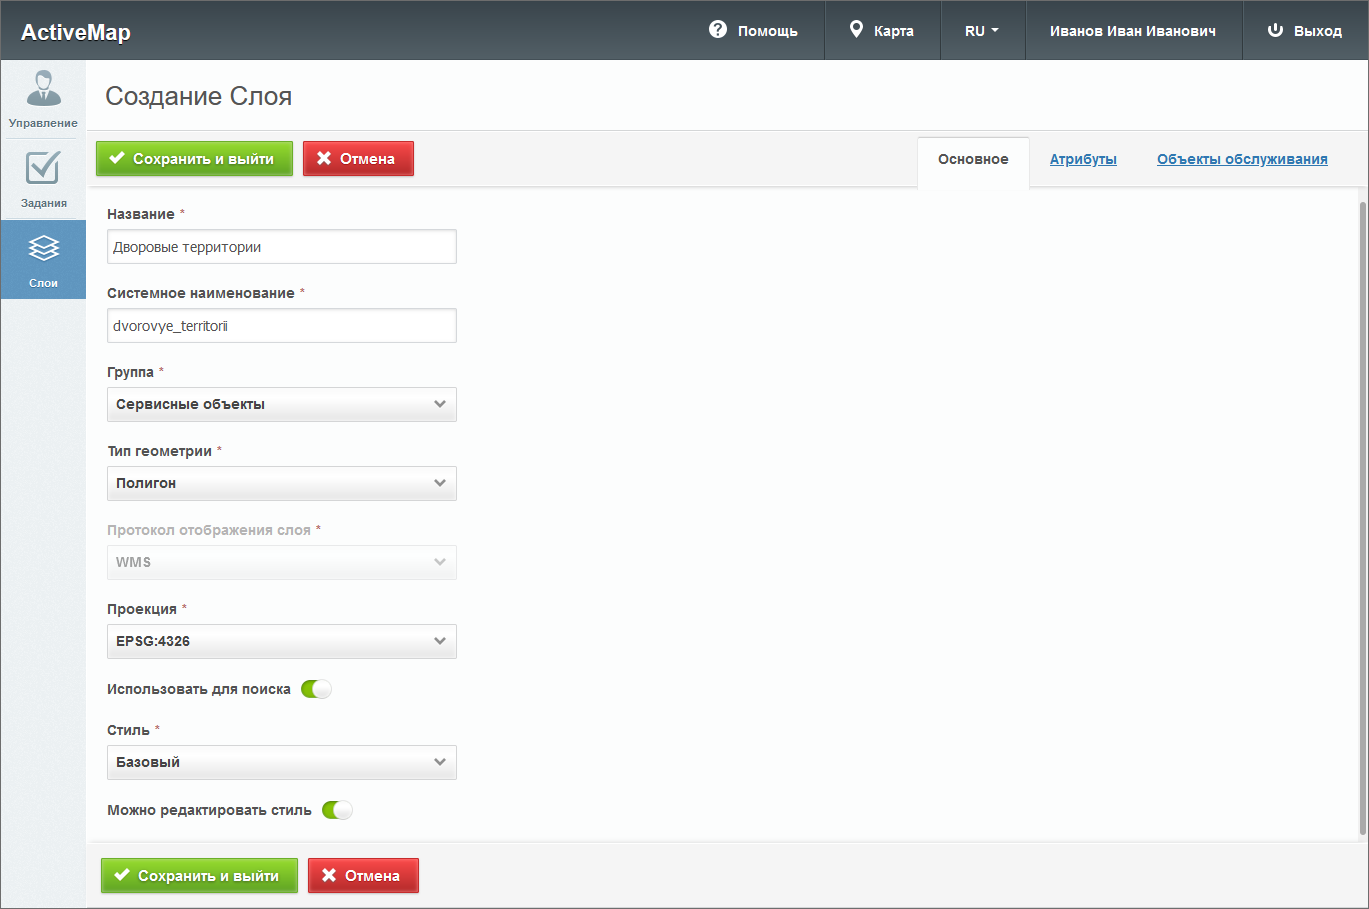 ActiveMap
Помощь
Карта
RU
Иванов Иван Иванович
Выход
Управление
Задания
Слои
Создание Слоя
Сохранить и выйти
Отмена
Основное
Атрибуты
Объекты обслуживания
Название *
Дворовые территории
Системное наименование *
dvorovye_territorii
Группа *
Сервисные объекты
Тип геометрии *
Полигон
Протокол отображения слоя *
WMS
Проекция *
EPSG:4326
Использовать для поиска
Стиль *
Базовый
Можно редактировать стиль
Сохранить и выйти
Отмена